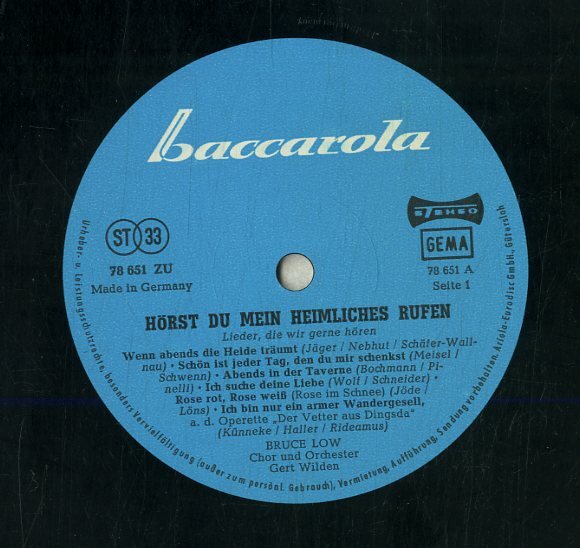 baccarola
ST 33
STEREO
GEMA
78 651 ZU
Made in Germany
78 651 A
Seite 1
HÖRST DU MEIN HEIMLICHES RUFEN
Lieder, die wir gerne hören
Wenn abends die Heide träumt (Jäger / Nebhut / Schäfer-Wall-
nau) · Schön ist jeder Tag, den du mir schenkst (Meisel /
Schwenn) · Abends in der Taverne (Bochmann / Pi-
nelli) · Ich suche deine Liebe (Wolf / Schneider) ·
Rose rot, Rose weiß (Rose im Schnee) (Jöde /
Löns) · Ich bin nur ein armer Wandergesell,
a. d. Operette „Der Vetter aus Dingsda"
(Künneke / Haller / Rideamus)
BRUCE LOW
Chor und Orchester
Gert Wilden
Urheber- u. Leistungsschutzrechte, besonders Vervielfältigung (außer zum persönl. Gebrauch), Vermietung, Aufführung, Sendung vorbehalten. Ariola-Eurodisc GmbH., Gütersloh